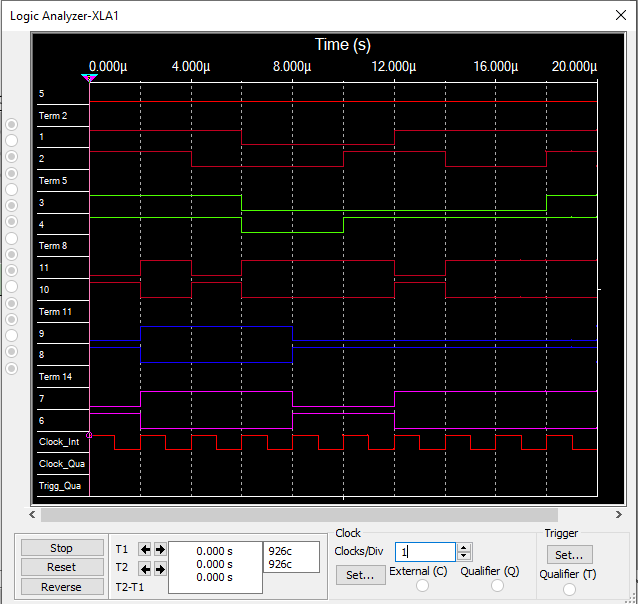 Logic Analyzer-XLA1
Time (s)
0.000µ 4.000µ 8.000µ 12.000µ 16.000µ 20.000µ
5
Term 2
1
2
Term 5
3
4
Term 8
11
10
Term 11
9
8
Term 14
7
6
Clock_Int
Clock_Qua
Trigg_Qua
Stop
Reset
Reverse
T1
T2
T2-T1
0.000 s
0.000 s
0.000 s
926c
926c
Clock
Clocks/Div 1
Set...
External (C)
Qualifier (Q)
Trigger
Set...
Qualifier (T)